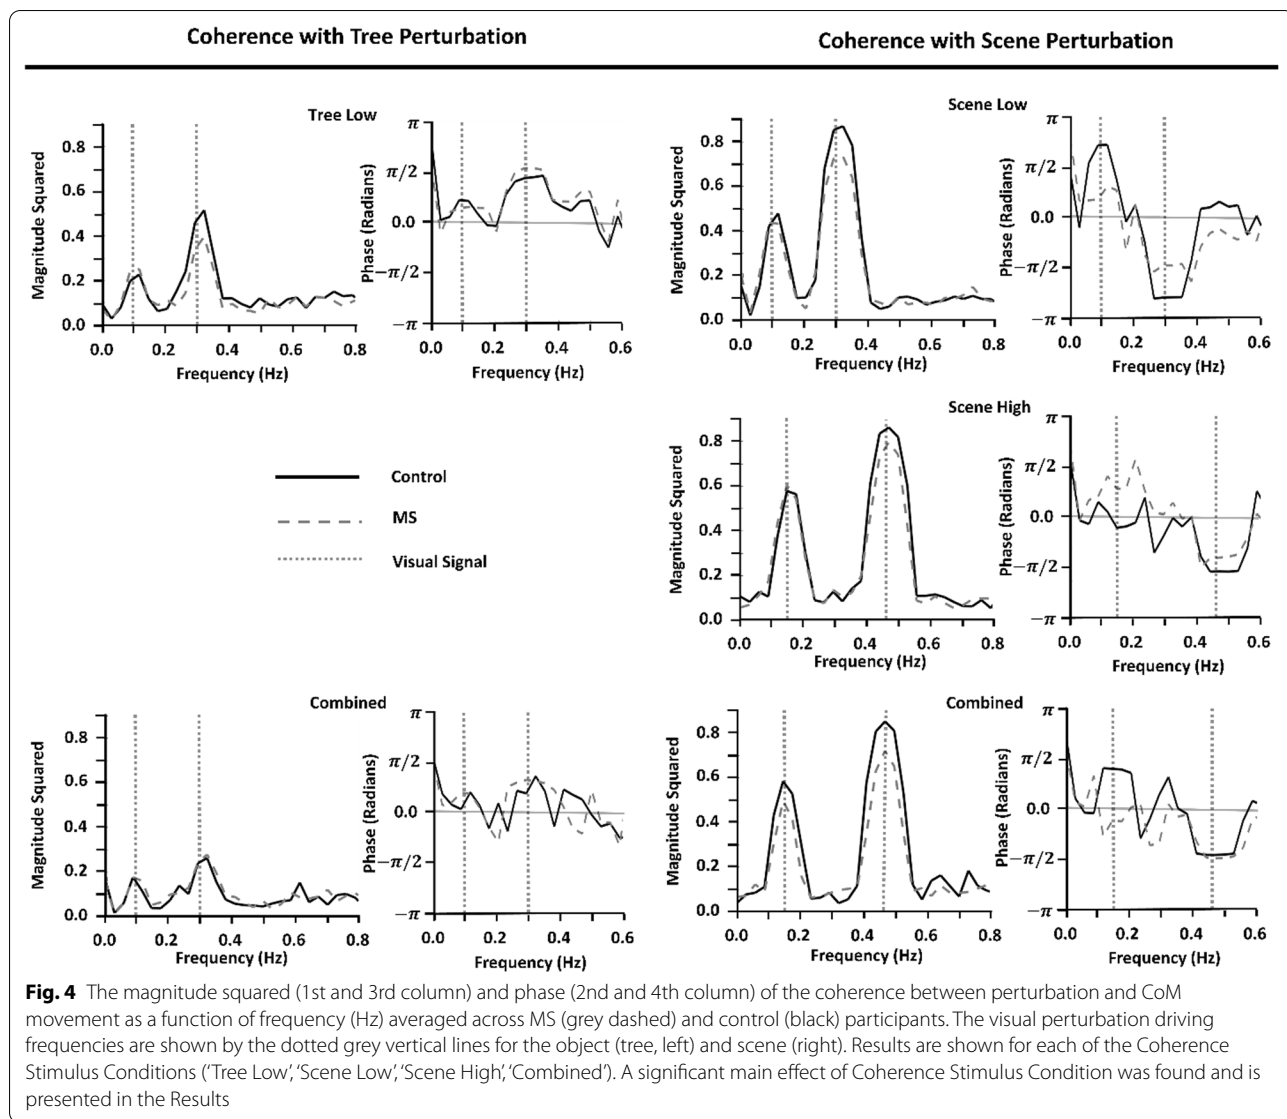 Coherence with Tree Perturbation
Coherence with Scene Perturbation
Tree Low
Magnitude Squared
0.8
0.6
0.4
0.2
0.0
0.0 0.2 0.4 0.6 0.8
Frequency (Hz)
Phase (Radians)
π
π/2
0.0
−π/2
−π
0.0 0.2 0.4 0.6
Frequency (Hz)
Scene Low
Magnitude Squared
0.8
0.6
0.4
0.2
0.0
0.0 0.2 0.4 0.6 0.8
Frequency (Hz)
Phase (Radians)
π
π/2
0.0
−π/2
−π
0.0 0.2 0.4 0.6
Frequency (Hz)
Control
MS
Visual Signal
Scene High
Magnitude Squared
0.8
0.6
0.4
0.2
0.0
0.0 0.2 0.4 0.6 0.8
Frequency (Hz)
Phase (Radians)
π
π/2
0.0
−π/2
−π
0.0 0.2 0.4 0.6
Frequency (Hz)
Combined
Magnitude Squared
0.8
0.6
0.4
0.2
0.0
0.0 0.2 0.4 0.6 0.8
Frequency (Hz)
Phase (Radians)
π
π/2
0.0
−π/2
−π
0.0 0.2 0.4 0.6
Frequency (Hz)
Combined
Magnitude Squared
0.8
0.6
0.4
0.2
0.0
0.0 0.2 0.4 0.6 0.8
Frequency (Hz)
Phase (Radians)
π
π/2
0.0
−π/2
−π
0.0 0.2 0.4 0.6
Frequency (Hz)
Fig. 4 The magnitude squared (1st and 3rd column) and phase (2nd and 4th column) of the coherence between perturbation and CoM
movement as a function of frequency (Hz) averaged across MS (grey dashed) and control (black) participants. The visual perturbation driving
frequencies are shown by the dotted grey vertical lines for the object (tree, left) and scene (right). Results are shown for each of the Coherence
Stimulus Conditions ('Tree Low', 'Scene Low', 'Scene High', 'Combined'). A significant main effect of Coherence Stimulus Condition was found and is
presented in the Results